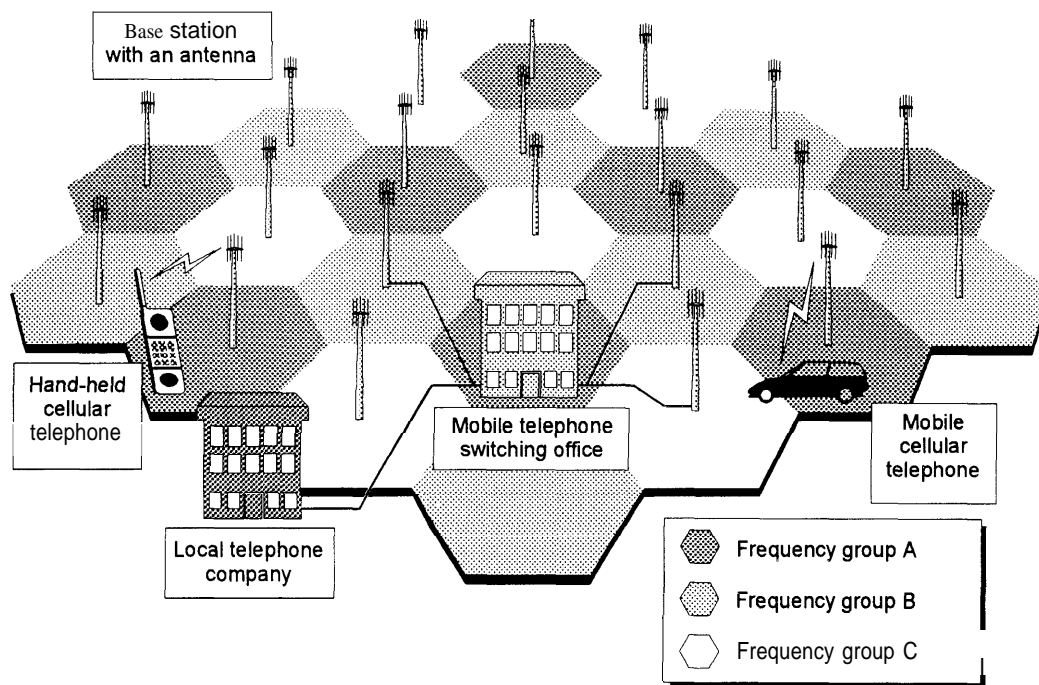 Base station
with an antenna
Hand-held
cellular
telephone
Mobile telephone
switching office
Mobile
cellular
telephone
Local telephone
company
Frequency group A
Frequency group B
Frequency group C